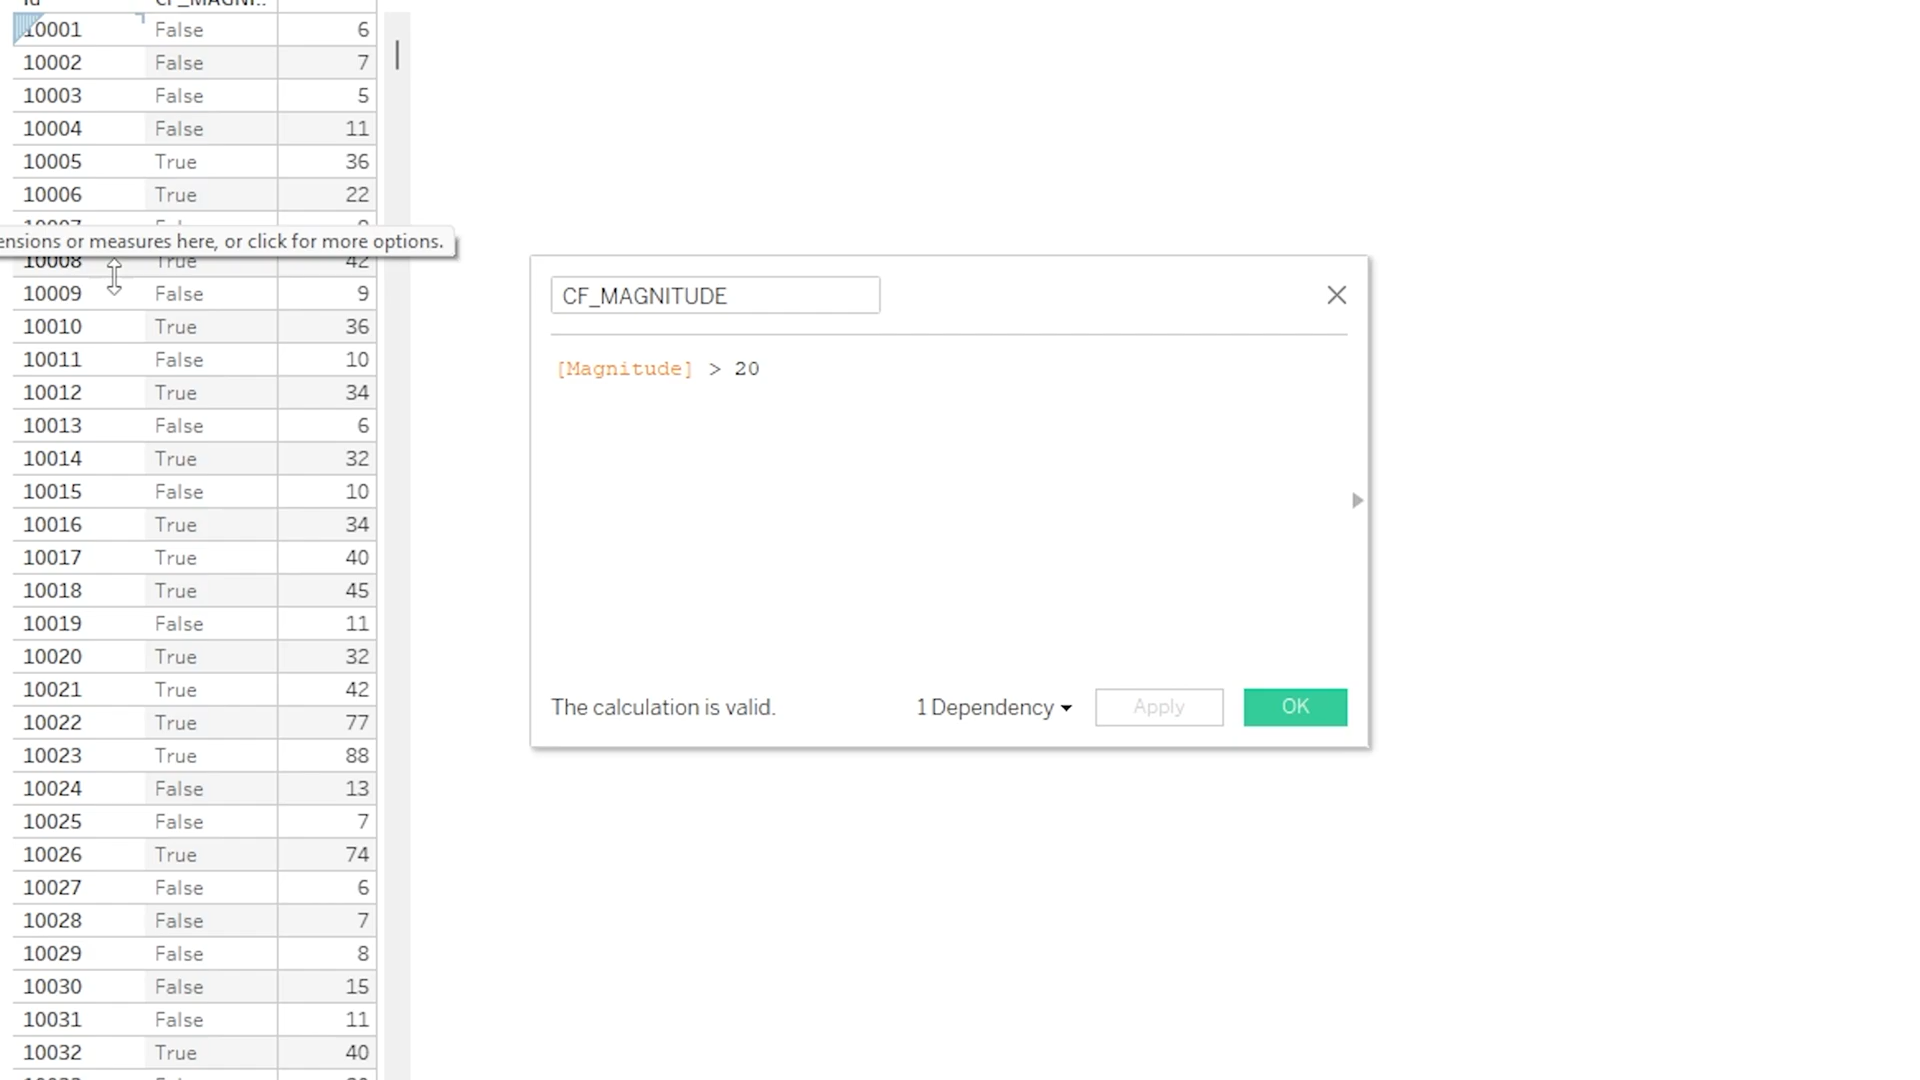 10001 False 6
10002 False 7
10003 False 5
10004 False 11
10005 True 36
10006 True 22
ensions or measures here, or click for more options.
10008 True 42
10009 False 9
10010 True 36
10011 False 10
10012 True 34
10013 False 6
10014 True 32
10015 False 10
10016 True 34
10017 True 40
10018 True 45
10019 False 11
10020 True 32
10021 True 42
10022 True 77
10023 True 88
10024 False 13
10025 False 7
10026 True 74
10027 False 6
10028 False 7
10029 False 8
10030 False 15
10031 False 11
10032 True 40
CF_MAGNITUDE
[Magnitude] > 20
The calculation is valid.
1 Dependency
Apply
OK